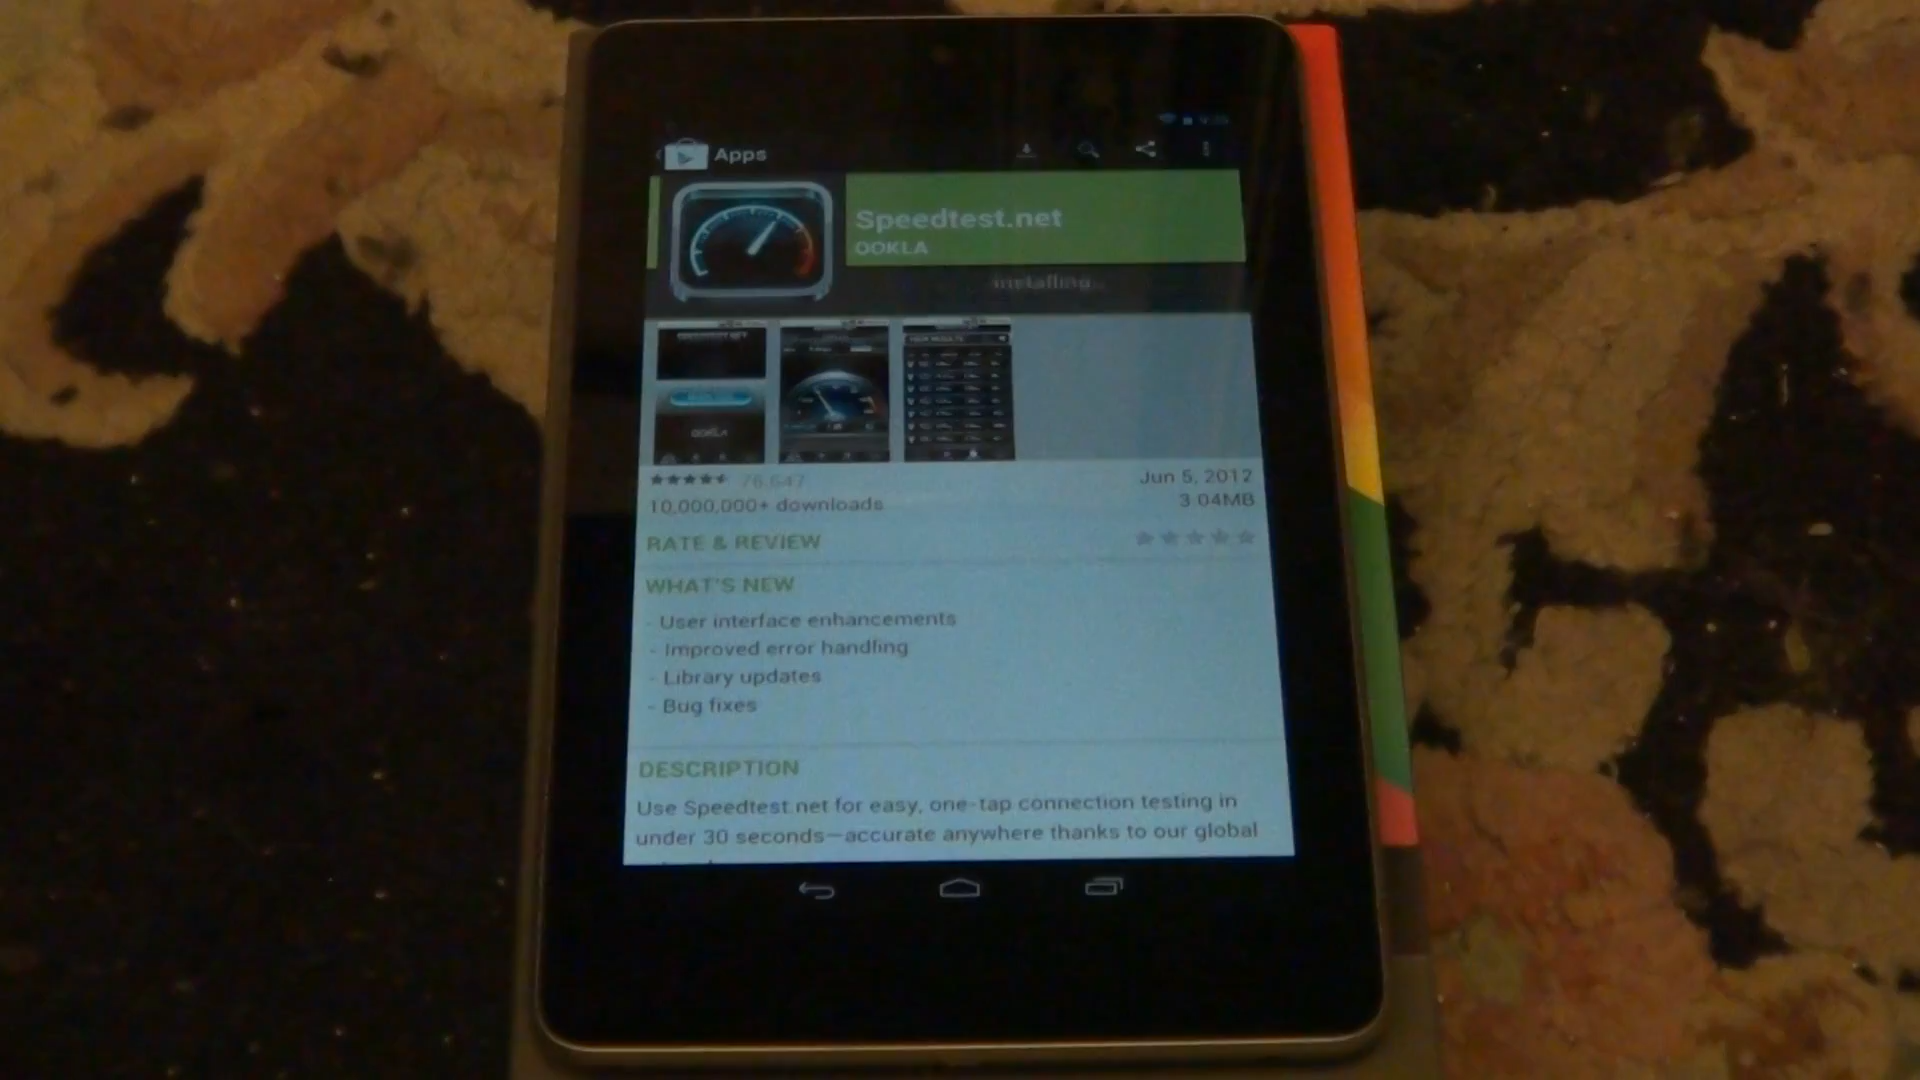 Apps
Speedtest.net
OOKLA
installing...
OOKLA
Jun 5, 2012
10,000,000+ downloads
3.04MB
RATE & REVIEW
WHAT'S NEW
- User interface enhancements
- Improved error handling
- Library updates
- Bug fixes
DESCRIPTION
Use Speedtest.net for easy, one-tap connection testing in
under 30 seconds—accurate anywhere thanks to our global